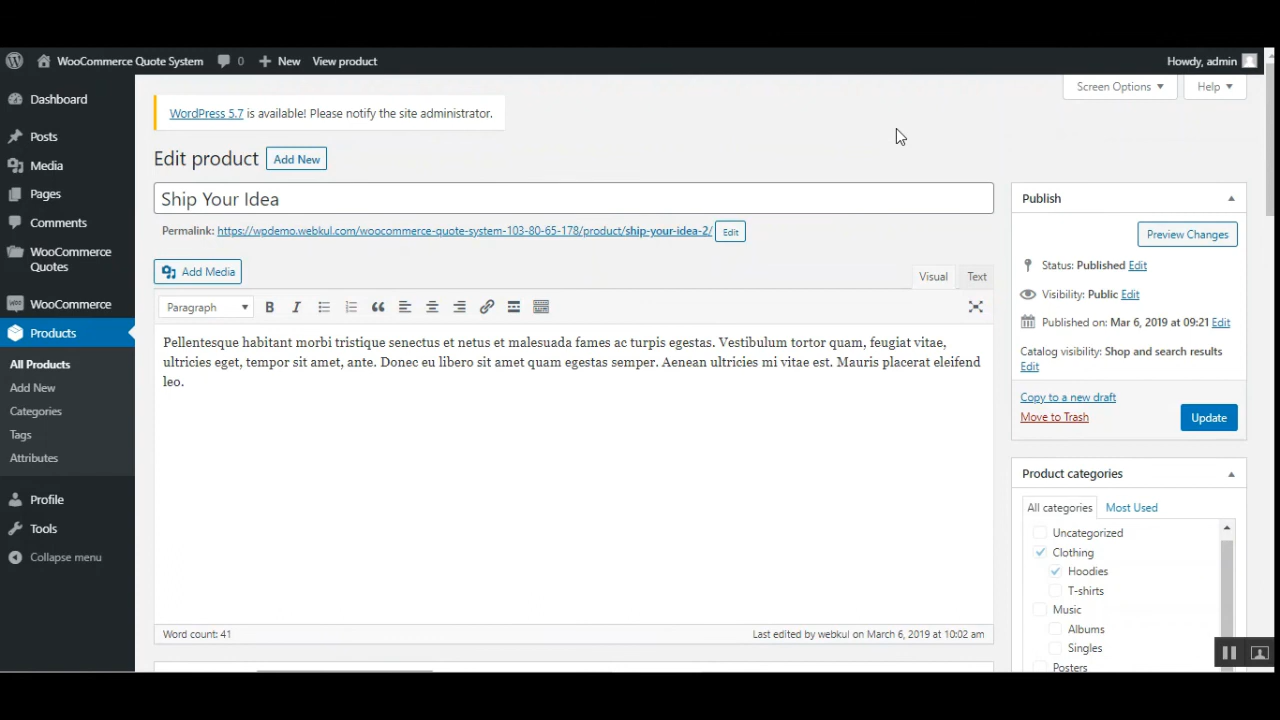 WooCommerce Quote System 0 New View product Howdy, admin
Dashboard
Posts
Media
Pages
Comments
WooCommerce
Quotes
WooCommerce
Products
All Products
Add New
Categories
Tags
Attributes
Profile
Tools
Collapse menu
Screen Options Help
WordPress 5.7 is available! Please notify the site administrator.
Edit product Add New
Ship Your Idea
Permalink: https://wpdemo.webkul.com/woocommerce-quote-system-103-80-65-178/product/ship-your-idea-2/ Edit
Add Media Visual Text
Paragraph B I
Pellentesque habitant morbi tristique senectus et netus et malesuada fames ac turpis egestas. Vestibulum tortor quam, feugiat vitae,
ultricies eget, tempor sit amet, ante. Donec eu libero sit amet quam egestas semper. Aenean ultricies mi vitae est. Mauris placerat eleifend
leo.
Word count: 41 Last edited by webkul on March 6, 2019 at 10:02 am
Publish
Preview Changes
Status: Published Edit
Visibility: Public Edit
Published on: Mar 6, 2019 at 09:21 Edit
Catalog visibility: Shop and search results
Edit
Copy to a new draft
Move to Trash Update
Product categories
All categories Most Used
Uncategorized
Clothing
Hoodies
T-shirts
Music
Albums
Singles
Posters